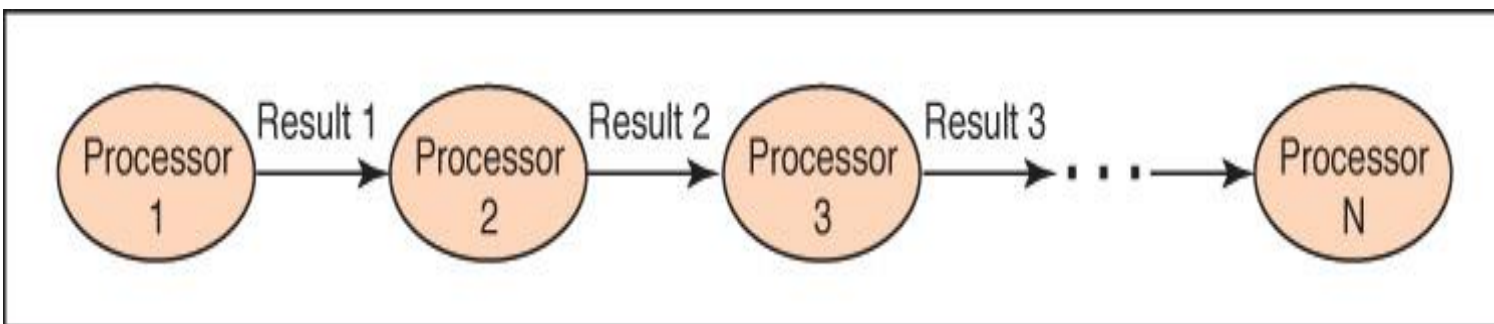 Processor
1
Result 1
Processor
2
Result 2
Processor
3
Result 3
. . .
Processor
N